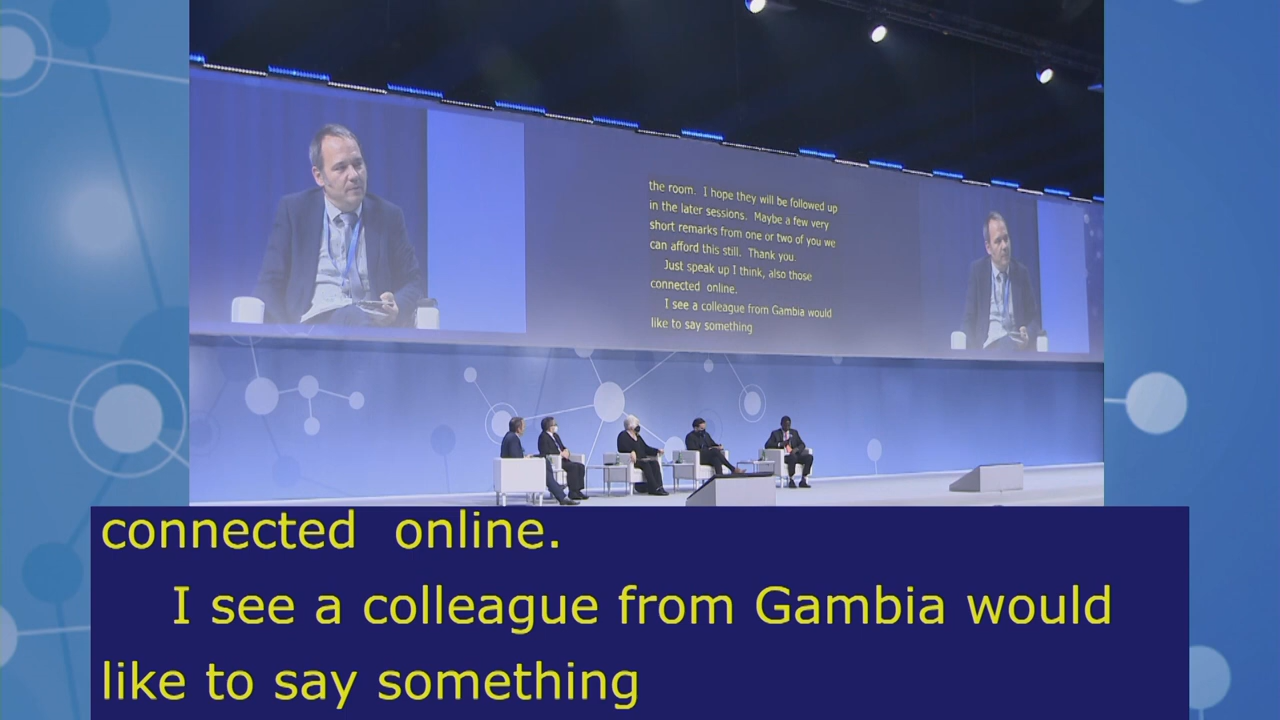 the room. I hope they will be followed up
in the later sessions. Maybe a few very
short remarks from one or two of you we
can afford this still. Thank you.
Just speak up I think, also those
connected online.
I see a colleague from Gambia would
like to say something
connected online.
I see a colleague from Gambia would
like to say something